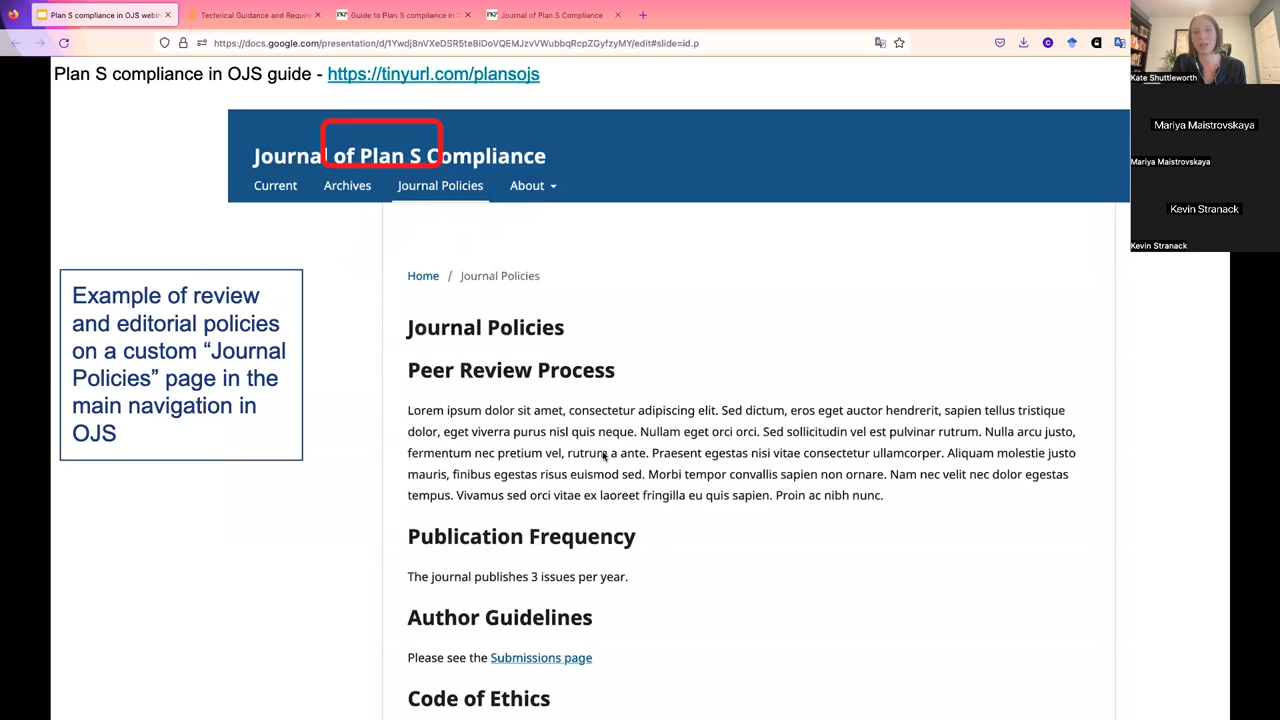 Plan S compliance in OJS webin
Technical Guidance and Require
PKP Guide to Plan S compliance in O
PKP Journal of Plan S Compliance
https://docs.google.com/presentation/d/1Ywdj8nVXeDSR5te8IDoVQEMJzvVWubbqRcpZGyfzyMY/edit#slide=id.p
Plan S compliance in OJS guide - https://tinyurl.com/plansojs
Kate Shuttleworth
Mariya Maistrovskaya
Mariya Maistrovskaya
Kevin Stranack
Kevin Stranack
Journal of Plan S Compliance
Current Archives Journal Policies About
Example of review
and editorial policies
on a custom “Journal
Policies” page in the
main navigation in
OJS
Home / Journal Policies
Journal Policies
Peer Review Process
Lorem ipsum dolor sit amet, consectetur adipiscing elit. Sed dictum, eros eget auctor hendrerit, sapien tellus tristique
dolor, eget viverra purus nisl quis neque. Nullam eget orci orci. Sed sollicitudin vel est pulvinar rutrum. Nulla arcu justo,
fermentum nec pretium vel, rutrum a ante. Praesent egestas nisi vitae consectetur ullamcorper. Aliquam molestie justo
mauris, finibus egestas risus euismod sed. Morbi tempor convallis sapien non ornare. Nam nec velit nec dolor egestas
tempus. Vivamus sed orci vitae ex laoreet fringilla eu quis sapien. Proin ac nibh nunc.
Publication Frequency
The journal publishes 3 issues per year.
Author Guidelines
Please see the Submissions page
Code of Ethics